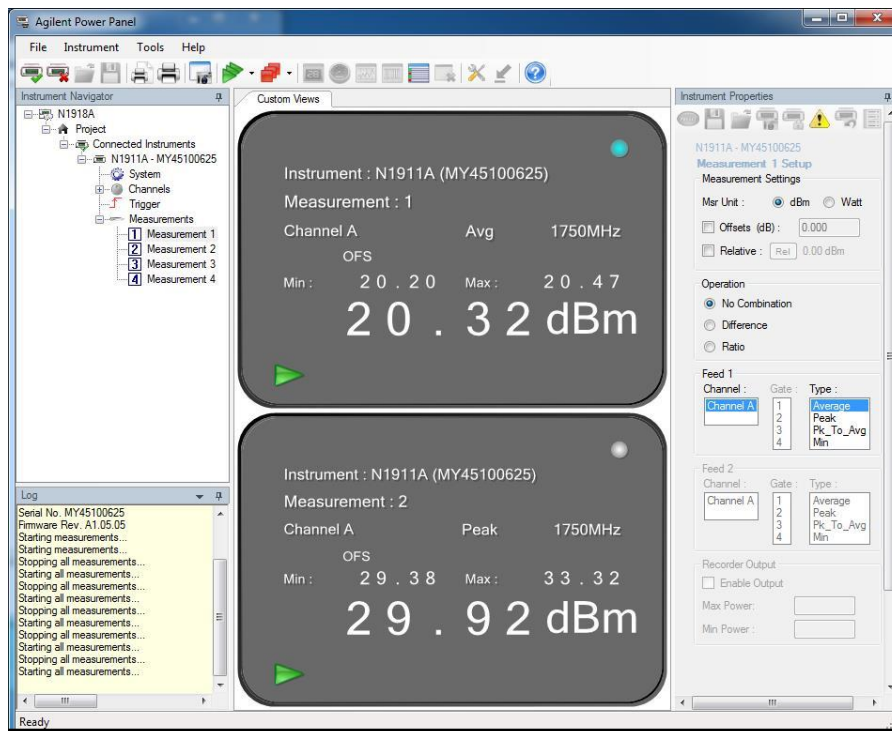 Agilent Power Panel
File Instrument Tools Help
Instrument Navigator
N1918A
Project
Connected Instruments
N1911A - MY45100625
System
Channels
Trigger
Measurements
1 Measurement 1
2 Measurement 2
3 Measurement 3
4 Measurement 4
Log
Serial No. MY45100625
Firmware Rev. A1.05.05
Starting measurements...
Starting measurements...
Stopping all measurements...
Starting all measurements...
Stopping all measurements...
Starting all measurements...
Stopping all measurements...
Starting all measurements...
Stopping all measurements...
Starting all measurements...
Stopping all measurements...
Starting all measurements...
Custom Views
Instrument : N1911A (MY45100625)
Measurement : 1
Channel A Avg 1750MHz
OFS
Min : 20.20 Max : 20.47
20.32 dBm
Instrument : N1911A (MY45100625)
Measurement : 2
Channel A Peak 1750MHz
OFS
Min : 29.38 Max : 33.32
29.92 dBm
Instrument Properties
N1911A - MY45100625
Measurement 1 Setup
Measurement Settings
Msr Unit : dBm Watt
Offsets (dB) : 0.000
Relative : Rel 0.00 dBm
Operation
No Combination
Difference
Ratio
Feed 1
Channel : Gate : Type :
Channel A 1 Average
2 Peak
3 Pk_To_Avg
4 Min
Feed 2
Channel : Gate : Type :
Channel A 1 Average
2 Peak
3 Pk_To_Avg
4 Min
Recorder Output
Enable Output
Max Power:
Min Power :
Ready